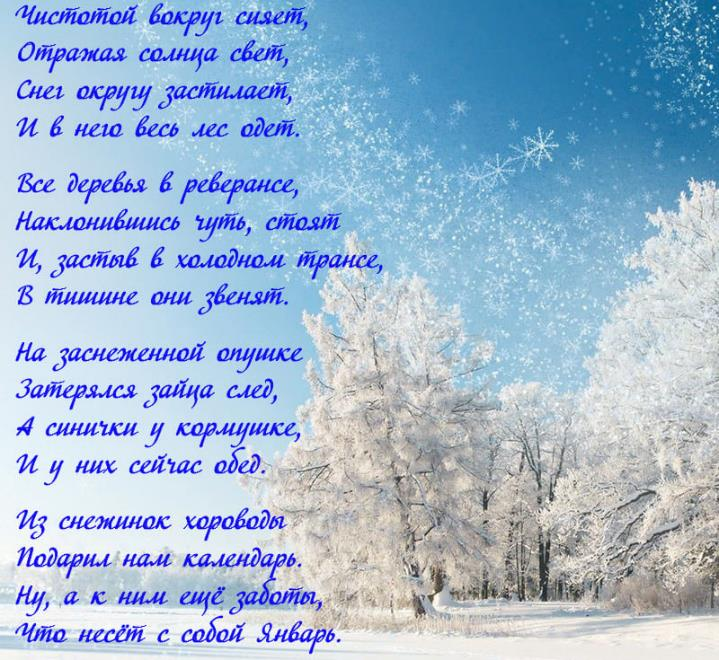 Чистотой вокруг сияет,
Отражая солнца свет,
Снег округу застилает,
И в него весь лес одет.
Все деревья в реверансе,
Наклонившись чуть, стоят
И, застыв в холодном трансе,
В тишине они звенят.
На заснеженной опушке
Затерялся зайца след,
А синички у кормушке,
И у них сейчас обед.
Из снежинок хороводы
Подарил нам календарь.
Ну, а к ним ещё заботы,
Что несёт с собой Январь.